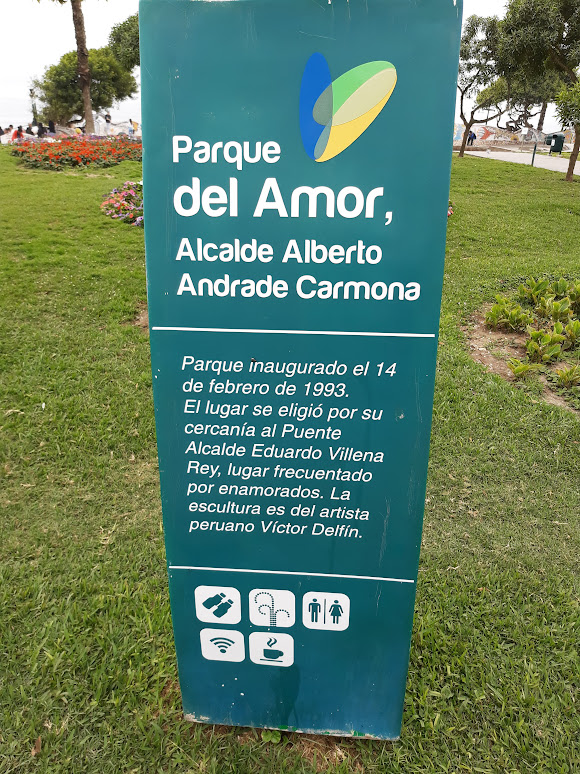 Parque
del Amor,
Alcalde Alberto
Andrade Carmona
Parque inaugurado el 14
de febrero de 1993.
El lugar se eligió por su
cercanía al Puente
Alcalde Eduardo Villena
Rey, lugar frecuentado
por enamorados. La
escultura es del artista
peruano Víctor Delfín.